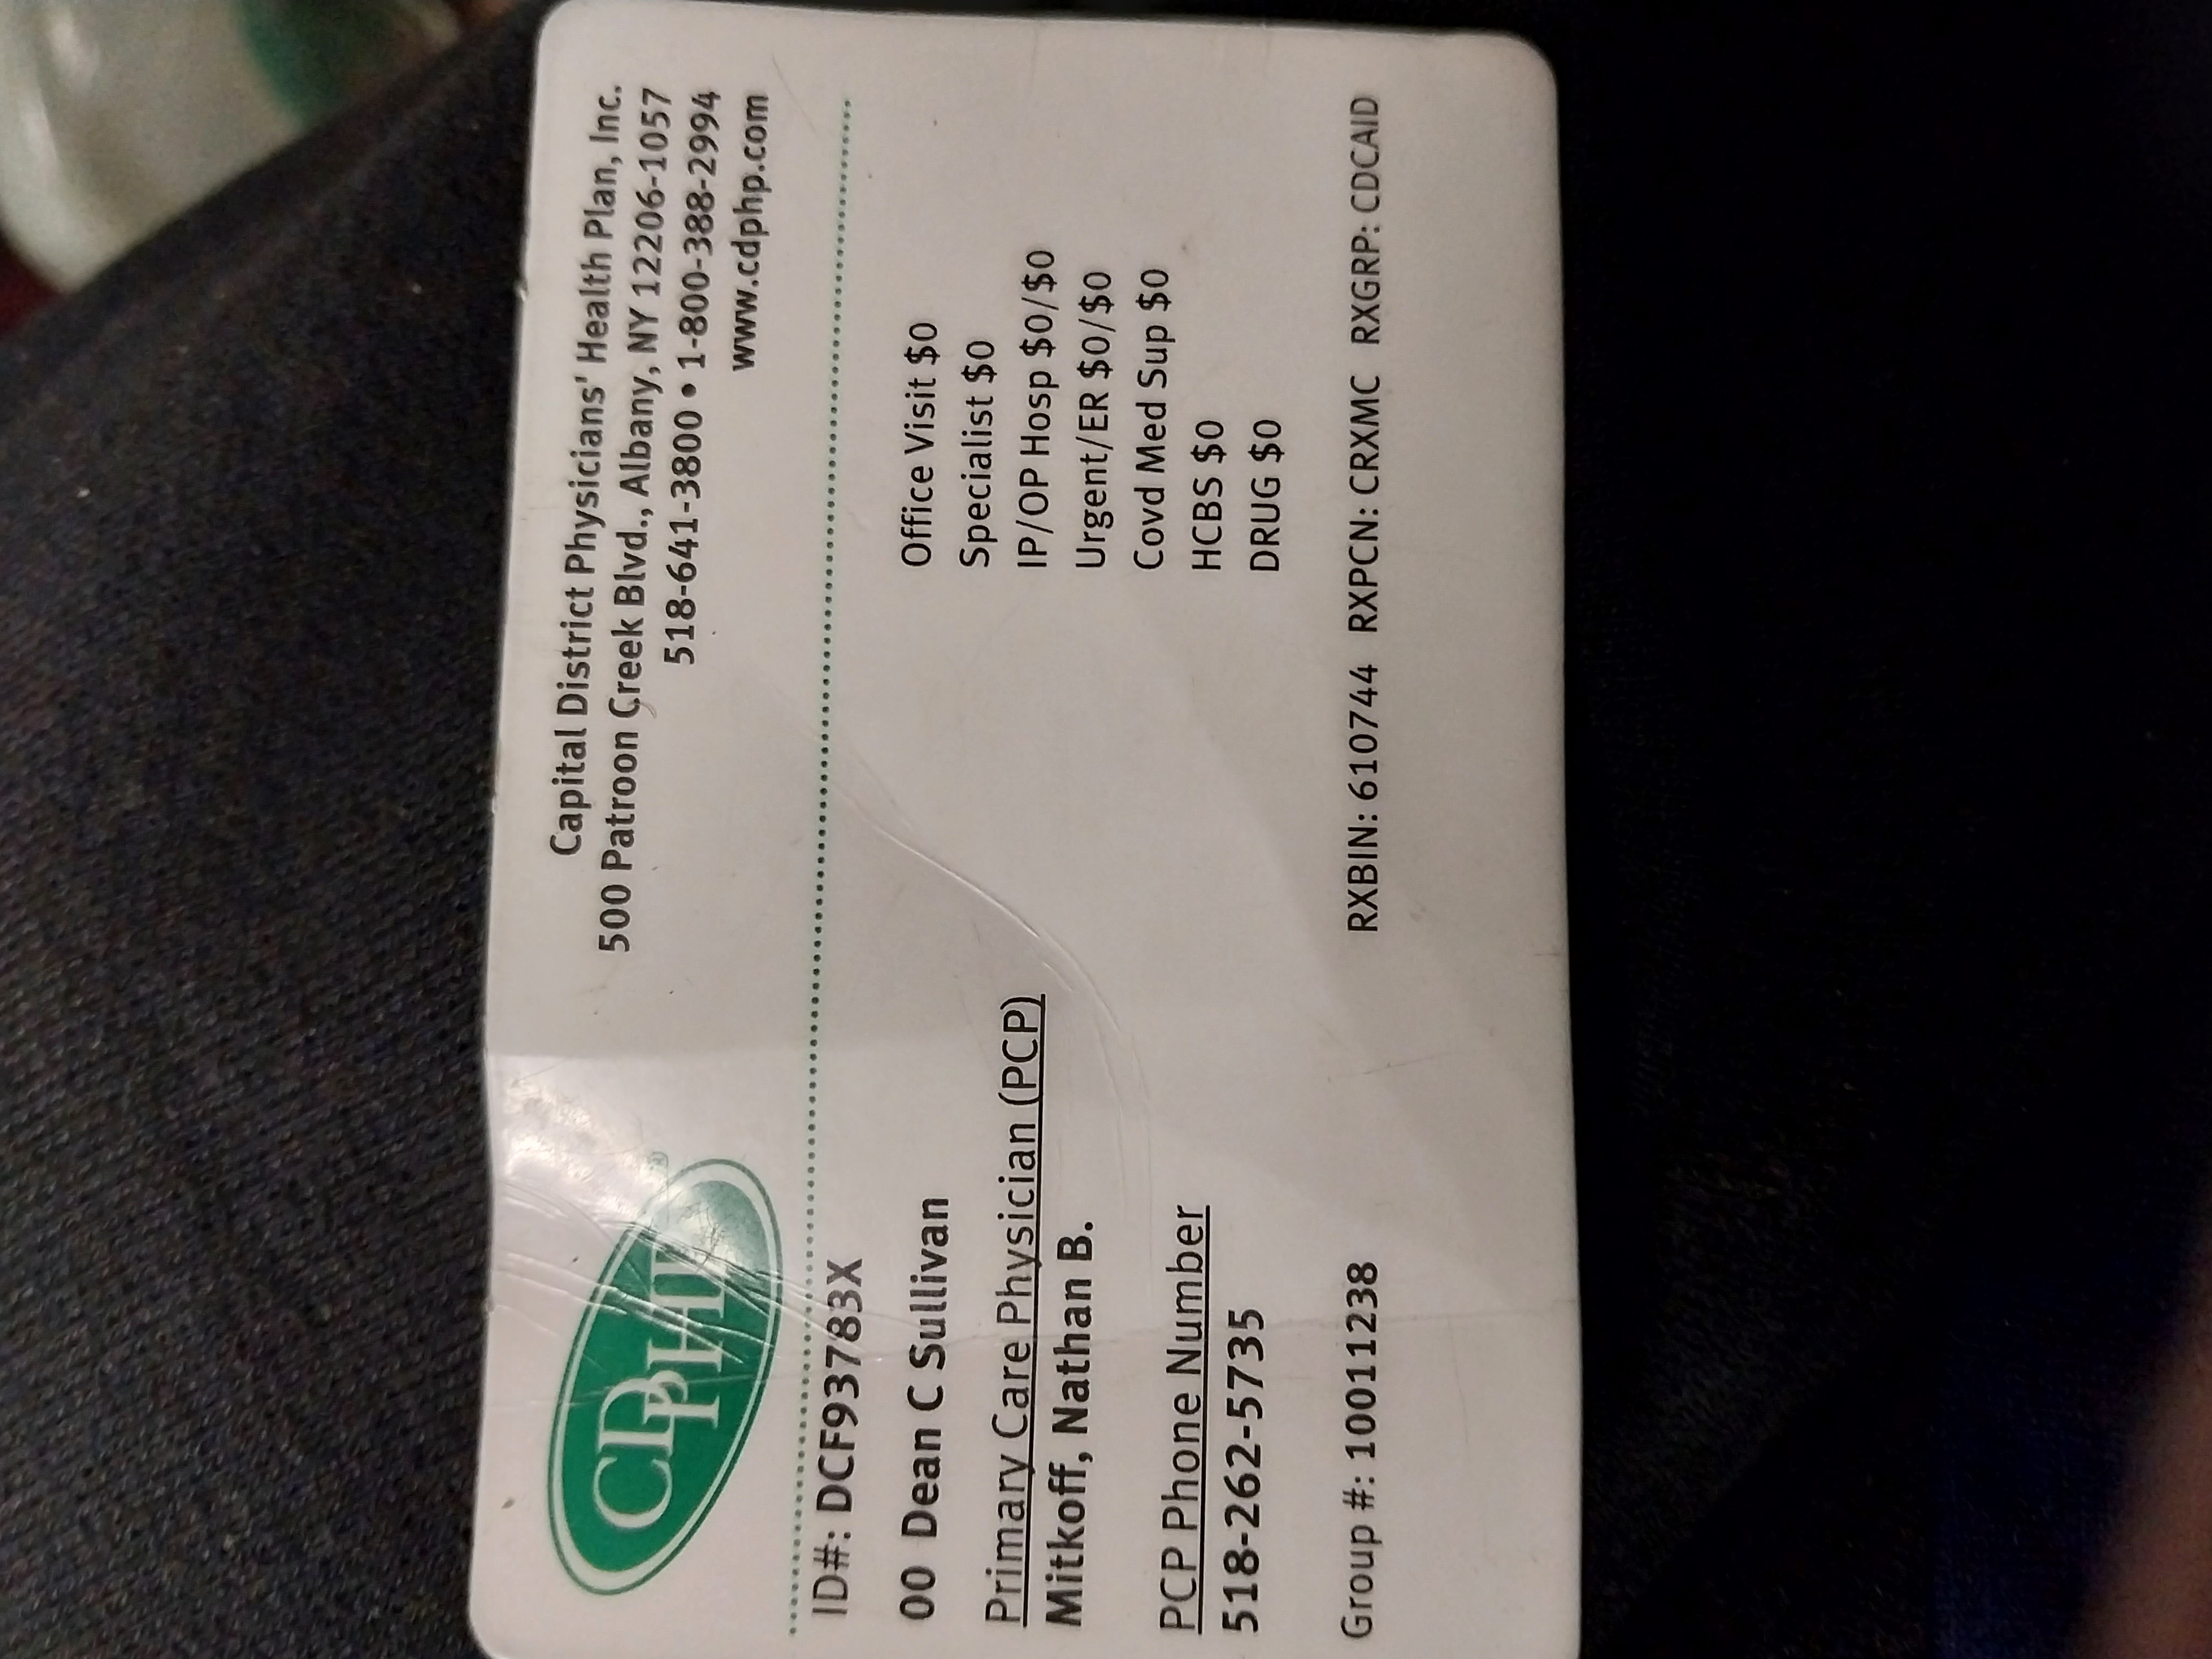 CDPHP®
Capital District Physicians' Health Plan, Inc.
500 Patroon Creek Blvd., Albany, NY 12206-1057
518-641-3800 • 1-800-388-2994
www.cdphp.com
ID#: DCF93783X
00 Dean C Sullivan
Primary Care Physician (PCP)
Mitkoff, Nathan B.
PCP Phone Number
518-262-5735
Group #: 10011238
Office Visit $0
Specialist $0
IP/OP Hosp $0/$0
Urgent/ER $0/$0
Covd Med Sup $0
HCBS $0
DRUG $0
RXBIN: 610744 RXPCN: CRXMC RXGRP: CDCAID